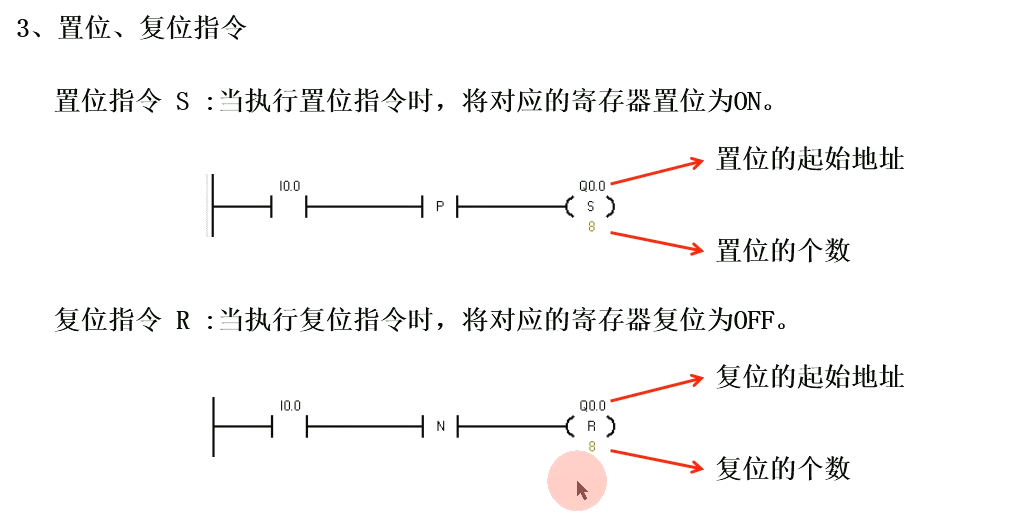 3、置位、复位指令
置位指令 S :当执行置位指令时，将对应的寄存器置位为ON。
置位的起始地址
I0.0
Q0.0
P
S
8
置位的个数
复位指令 R :当执行复位指令时，将对应的寄存器复位为OFF。
复位的起始地址
I0.0
Q0.0
N
R
8
复位的个数